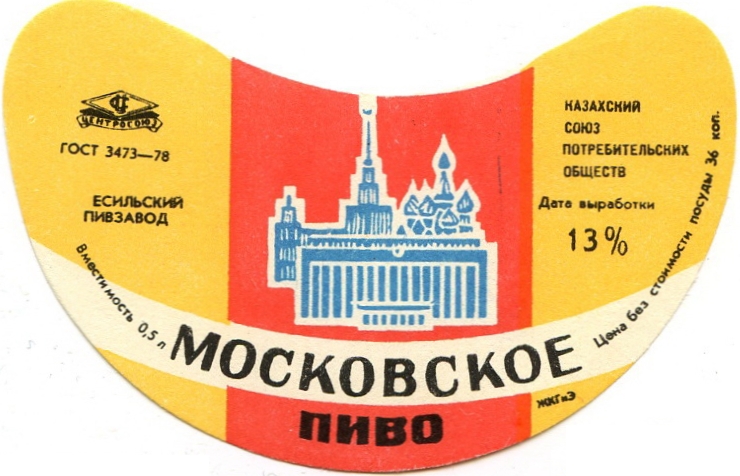 ЦЕНТРОСОЮЗ
ГОСТ 3473—78
ЕСИЛЬСКИЙ
ПИВЗАВОД
Вместимость 0,5 л
КАЗАХСКИЙ
СОЮЗ
ПОТРЕБИТЕЛЬСКИХ
ОБЩЕСТВ
Дата выработки
13%
Цена без стоимости посуды 36 коп.
МОСКОВСКОЕ
ПИВО
ЖКГиЭ